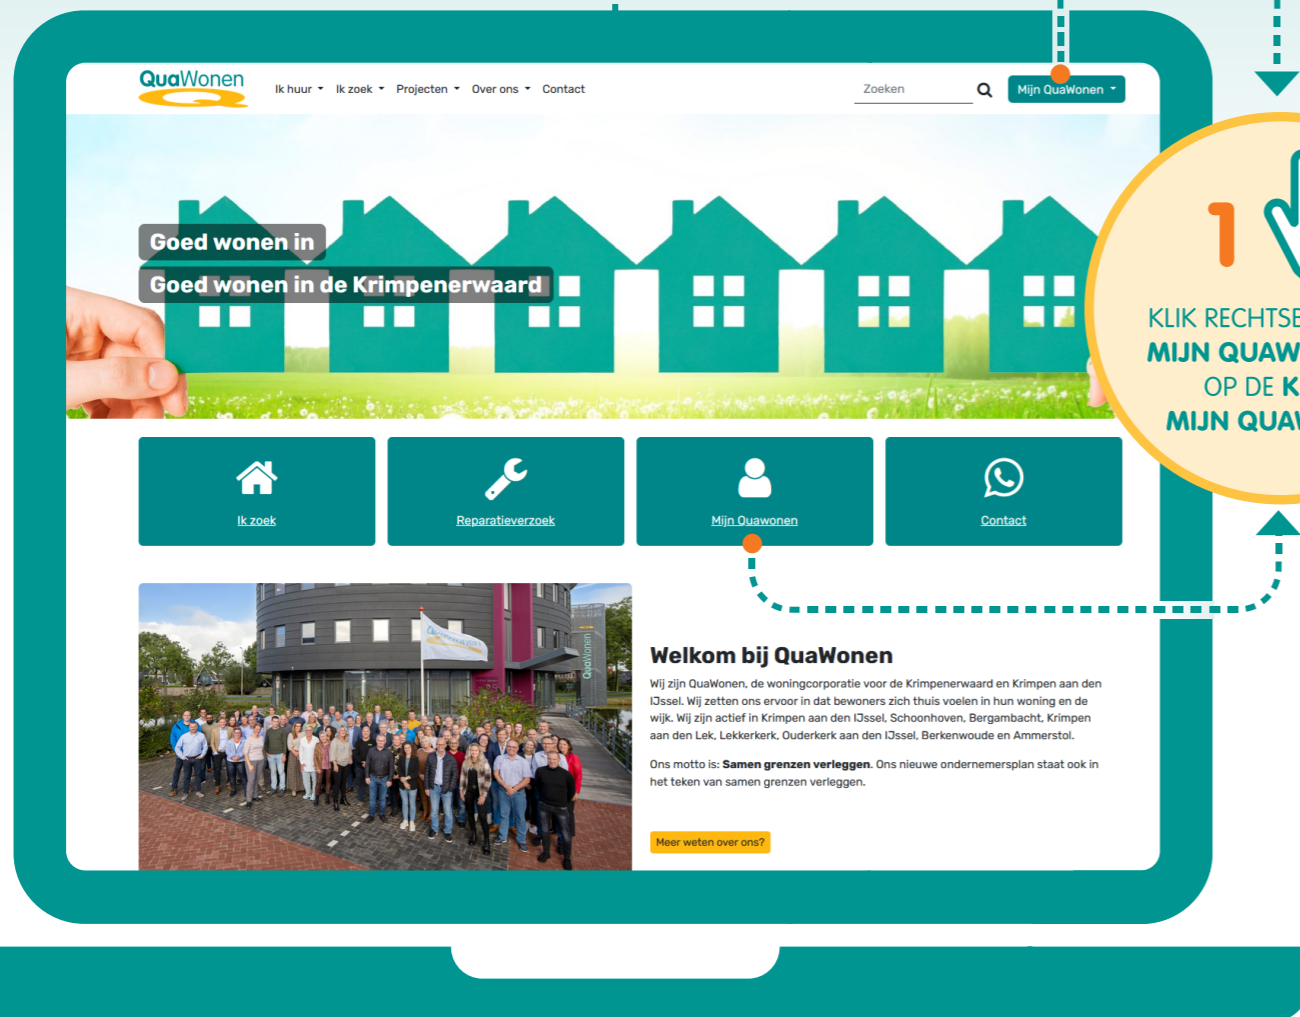 QuaWonen
Ik huur Ik zoek Projecten Over ons Contact
Zoeken
Mijn QuaWonen
Goed wonen in
Goed wonen in de Krimpenerwaard
1
KLIK RECHTSB
MIJN QUAW
OP DE K
MIJN QUAW
Ik zoek
Reparatieverzoek
Mijn Quawonen
Contact
QuaWonen
Welkom bij QuaWonen
Wij zijn QuaWonen, de woningcorporatie voor de Krimpenerwaard en Krimpen aan den
IJssel. Wij zetten ons ervoor in dat bewoners zich thuis voelen in hun woning en de
wijk. Wij zijn actief in Krimpen aan den IJssel, Schoonhoven, Bergambacht, Krimpen
aan den Lek, Lekkerkerk, Ouderkerk aan den IJssel, Berkenwoude en Ammerstol.
Ons motto is: Samen grenzen verleggen. Ons nieuwe ondernemersplan staat ook in
het teken van samen grenzen verleggen.
Meer weten over ons?